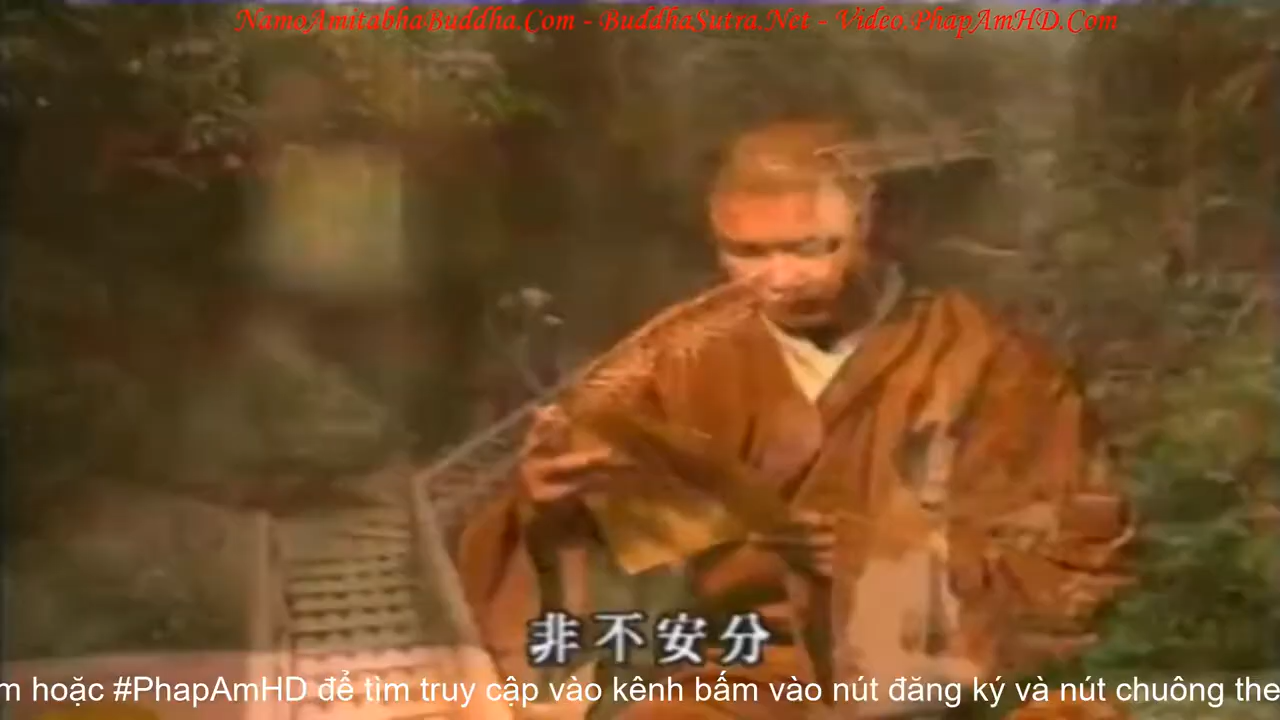 NamoAmitabhaBuddha.Com - BuddhaSutra.Net - Video.PhapAmHD.Com
非不安分
m hoặc #PhapAmHD để tìm truy cập vào kênh bấm vào nút đăng ký và nút chuông the